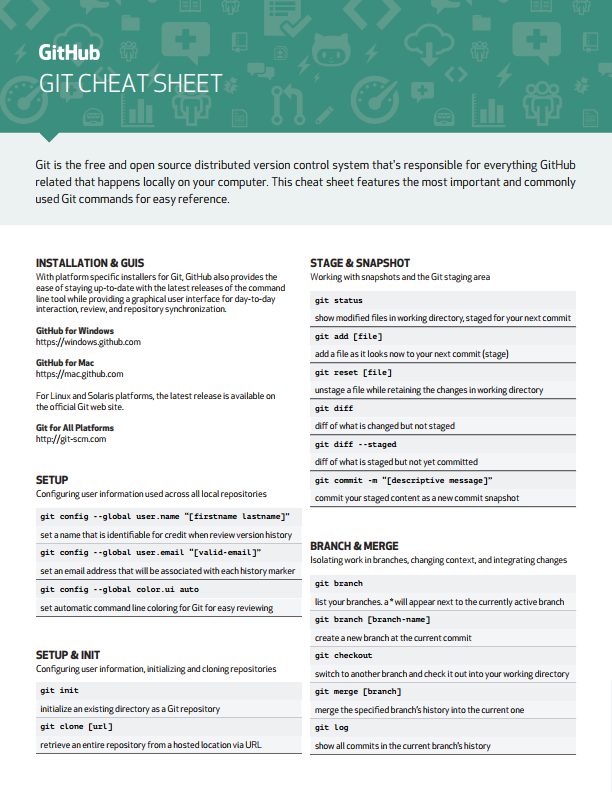 GitHub
GIT CHEAT SHEET
Git is the free and open source distributed version control system that's responsible for everything GitHub
related that happens locally on your computer. This cheat sheet features the most important and commonly
used Git commands for easy reference.
INSTALLATION & GUIS
With platform specific installers for Git, GitHub also provides the
ease of staying up-to-date with the latest releases of the command
line tool while providing a graphical user interface for day-to-day
interaction, review, and repository synchronization.
GitHub for Windows
https://windows.github.com
GitHub for Mac
https://mac.github.com
For Linux and Solaris platforms, the latest release is available on
the official Git web site.
Git for All Platforms
http://git-scm.com
SETUP
Configuring user information used across all local repositories
git config --global user.name "[firstname lastname]"
set a name that is identifiable for credit when review version history
git config --global user.email "[valid-email]"
set an email address that will be associated with each history marker
git config --global color.ui auto
set automatic command line coloring for Git for easy reviewing
SETUP & INIT
Configuring user information, initializing and cloning repositories
git init
initialize an existing directory as a Git repository
git clone [url]
retrieve an entire repository from a hosted location via URL
STAGE & SNAPSHOT
Working with snapshots and the Git staging area
git status
show modified files in working directory, staged for your next commit
git add [file]
add a file as it looks now to your next commit (stage)
git reset [file]
unstage a file while retaining the changes in working directory
git diff
diff of what is changed but not staged
git diff --staged
diff of what is staged but not yet committed
git commit -m "[descriptive message]"
commit your staged content as a new commit snapshot
BRANCH & MERGE
Isolating work in branches, changing context, and integrating changes
git branch
list your branches. a * will appear next to the currently active branch
git branch [branch-name]
create a new branch at the current commit
git checkout
switch to another branch and check it out into your working directory
git merge [branch]
merge the specified branch's history into the current one
git log
show all commits in the current branch's history